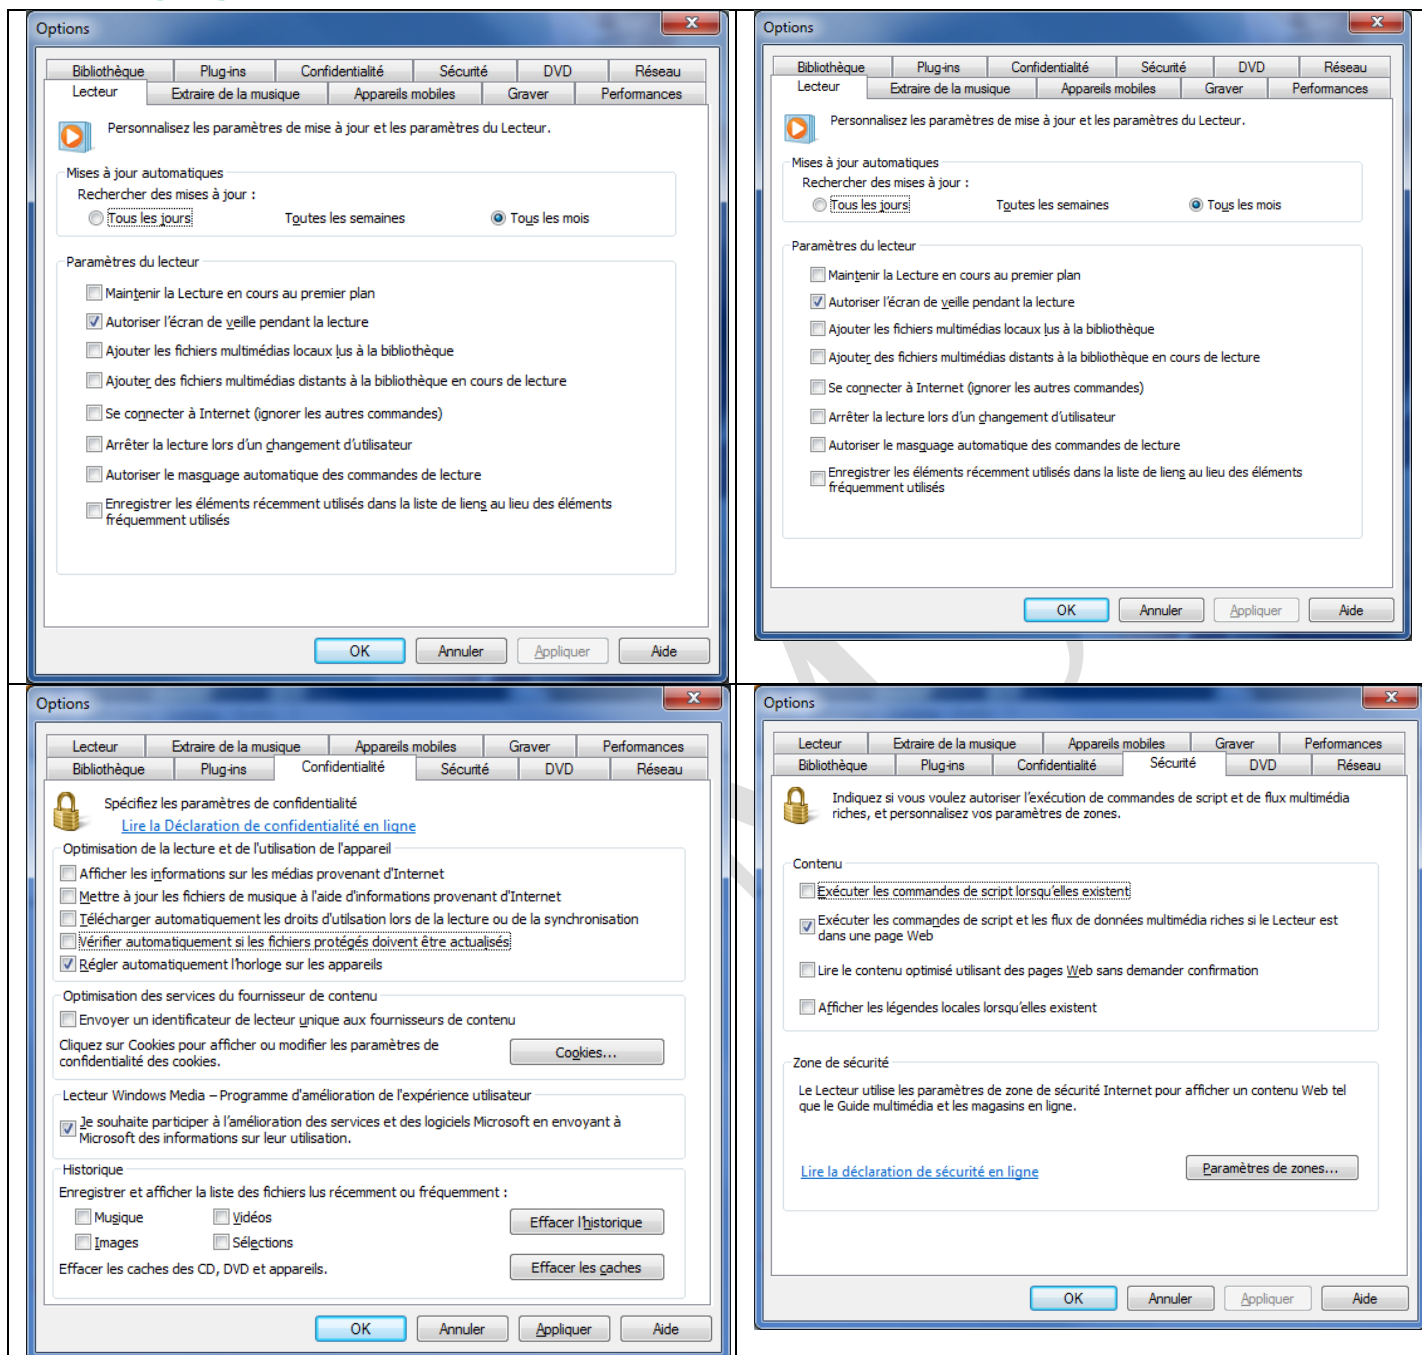 Options
Bibliothèque Plug-ins Confidentialité Sécurité DVD Réseau
Lecteur Extraire de la musique Appareils mobiles Graver Performances
Personnalisez les paramètres de mise à jour et les paramètres du Lecteur.
Mises à jour automatiques
Rechercher des mises à jour :
Tous les jours Toutes les semaines Tous les mois
Paramètres du lecteur
Maintenir la Lecture en cours au premier plan
Autoriser l'écran de veille pendant la lecture
Ajouter les fichiers multimédias locaux lus à la bibliothèque
Ajouter des fichiers multimédias distants à la bibliothèque en cours de lecture
Se connecter à Internet (ignorer les autres commandes)
Arrêter la lecture lors d'un changement d'utilisateur
Autoriser le masquage automatique des commandes de lecture
Enregistrer les éléments récemment utilisés dans la liste de liens au lieu des éléments
fréquemment utilisés
OK Annuler Appliquer Aide
Options
Bibliothèque Plug-ins Confidentialité Sécurité DVD Réseau
Lecteur Extraire de la musique Appareils mobiles Graver Performances
Personnalisez les paramètres de mise à jour et les paramètres du Lecteur.
Mises à jour automatiques
Rechercher des mises à jour :
Tous les jours Toutes les semaines Tous les mois
Paramètres du lecteur
Maintenir la Lecture en cours au premier plan
Autoriser l'écran de veille pendant la lecture
Ajouter les fichiers multimédias locaux lus à la bibliothèque
Ajouter des fichiers multimédias distants à la bibliothèque en cours de lecture
Se connecter à Internet (ignorer les autres commandes)
Arrêter la lecture lors d'un changement d'utilisateur
Autoriser le masquage automatique des commandes de lecture
Enregistrer les éléments récemment utilisés dans la liste de liens au lieu des éléments
fréquemment utilisés
OK Annuler Appliquer Aide
Options
Lecteur Extraire de la musique Appareils mobiles Graver Performances
Bibliothèque Plug-ins Confidentialité Sécurité DVD Réseau
Spécifiez les paramètres de confidentialité
Lire la Déclaration de confidentialité en ligne
Optimisation de la lecture et de l'utilisation de l'appareil
Afficher les informations sur les médias provenant d'Internet
Mettre à jour les fichiers de musique à l'aide d'informations provenant d'Internet
Télécharger automatiquement les droits d'utilsation lors de la lecture ou de la synchronisation
Vérifier automatiquement si les fichiers protégés doivent être actualisés
Régler automatiquement l'horloge sur les appareils
Optimisation des services du fournisseur de contenu
Envoyer un identificateur de lecteur unique aux fournisseurs de contenu
Cliquez sur Cookies pour afficher ou modifier les paramètres de
confidentialité des cookies.
Cookies...
Lecteur Windows Media – Programme d'amélioration de l'expérience utilisateur
Je souhaite participer à l'amélioration des services et des logiciels Microsoft en envoyant à
Microsoft des informations sur leur utilisation.
Historique
Enregistrer et afficher la liste des fichiers lus récemment ou fréquemment :
Musique Vidéos Effacer l'historique
Images Sélections
Effacer les caches des CD, DVD et appareils. Effacer les caches
OK Annuler Appliquer Aide
Options
Lecteur Extraire de la musique Appareils mobiles Graver Performances
Bibliothèque Plug-ins Confidentialité Sécurité DVD Réseau
Indiquez si vous voulez autoriser l'exécution de commandes de script et de flux multimédia
riches, et personnalisez vos paramètres de zones.
Contenu
Exécuter les commandes de script lorsqu'elles existent
Exécuter les commandes de script et les flux de données multimédia riches si le Lecteur est
dans une page Web
Lire le contenu optimisé utilisant des pages Web sans demander confirmation
Afficher les légendes locales lorsqu'elles existent
Zone de sécurité
Le Lecteur utilise les paramètres de zone de sécurité Internet pour afficher un contenu Web tel
que le Guide multimédia et les magasins en ligne.
Lire la déclaration de sécurité en ligne Paramètres de zones...
OK Annuler Appliquer Aide